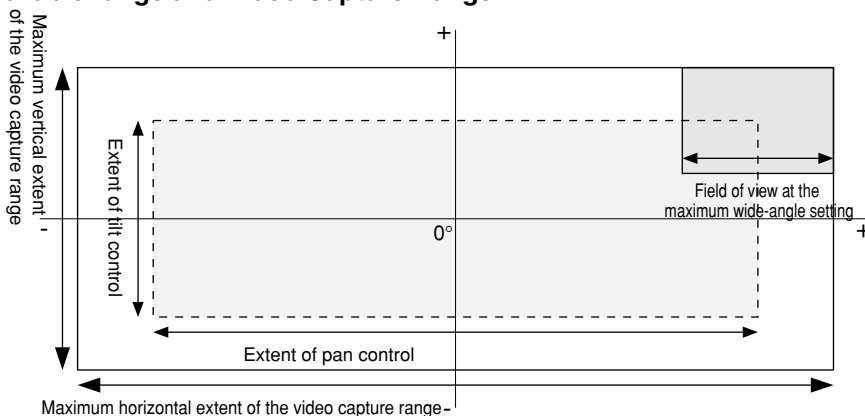 +
Maximum vertical extent
of the video capture range
Extent of tilt control
Field of view at the
maximum wide-angle setting
-
0°
+
Extent of pan control
Maximum horizontal extent of the video capture range
-